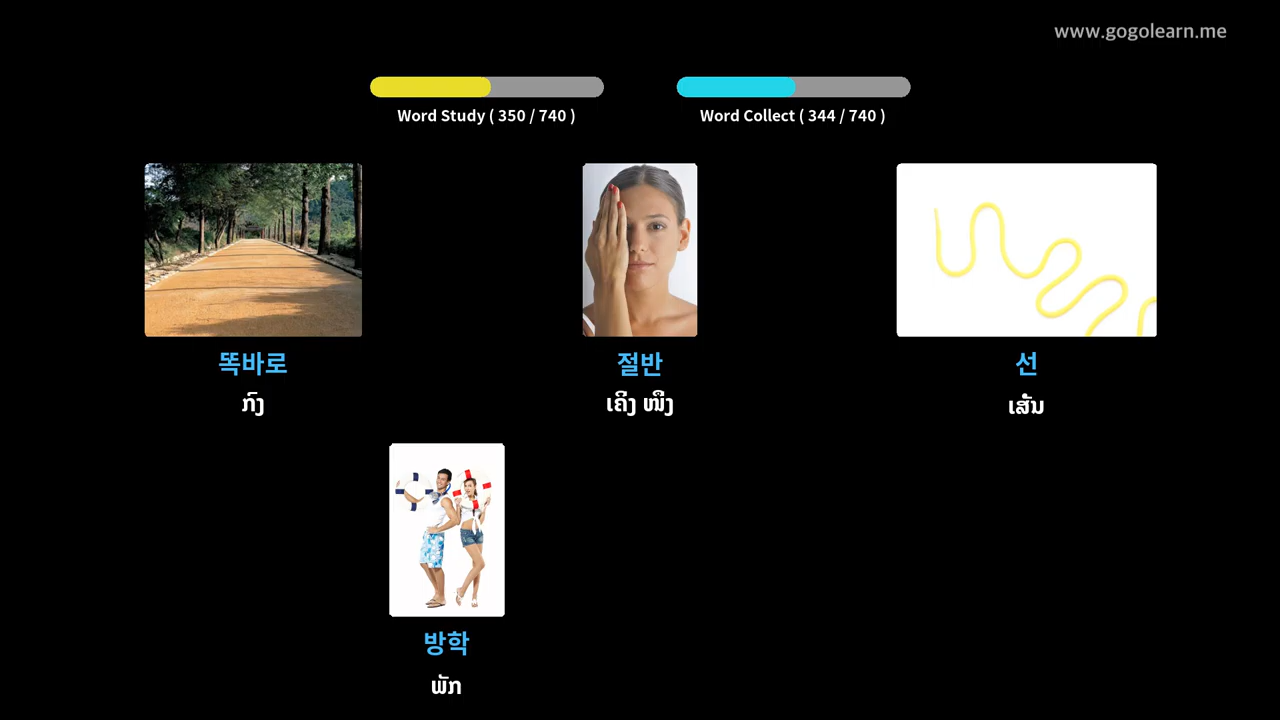 www.gogolearn.me
Word Study ( 350 / 740 )
Word Collect ( 344 / 740 )
똑바로
ກົງ
절반
ເຄິງ ໜຶງ
선
ເສັ້ນ
방학
ພັກ